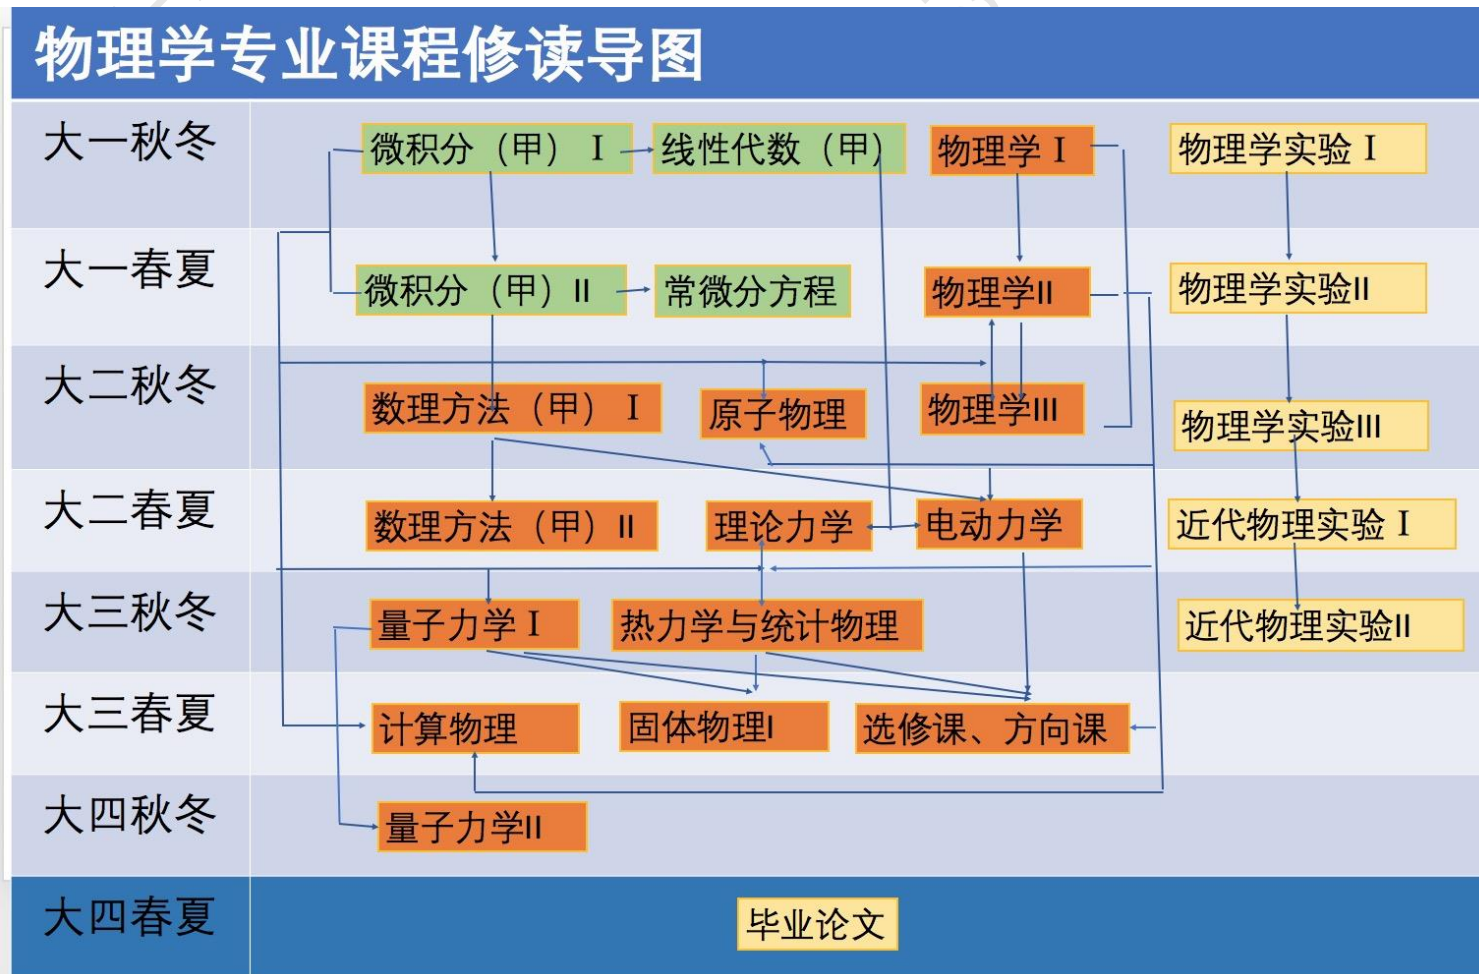 物理学专业课程修读导图
大一秋冬
微积分（甲） Ⅰ
线性代数（甲）
物理学 Ⅰ
物理学实验 Ⅰ
大一春夏
微积分（甲）II
常微分方程
物理学II
物理学实验II
大二秋冬
数理方法（甲） Ⅰ
原子物理
物理学III
物理学实验III
大二春夏
数理方法（甲）II
理论力学
电动力学
近代物理实验 Ⅰ
大三秋冬
量子力学 Ⅰ
热力学与统计物理
近代物理实验II
大三春夏
计算物理
固体物理I
选修课、方向课
大四秋冬
量子力学II
大四春夏
毕业论文